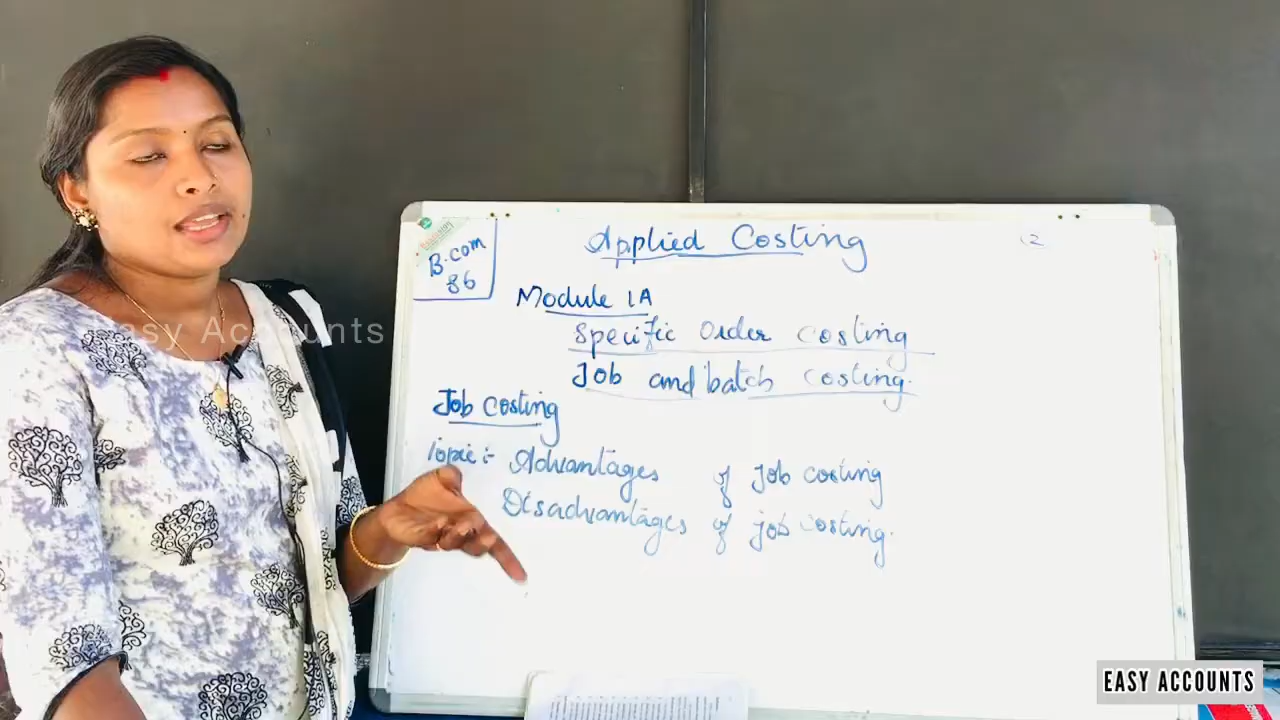 Applied Costing
B.com
S6
Module 1A
Specific Order Costing
Job and batch costing.
Job Costing
Topic :- Advantages of Job costing
Disadvantages of job costing.
Easy Accounts
EASY ACCOUNTS